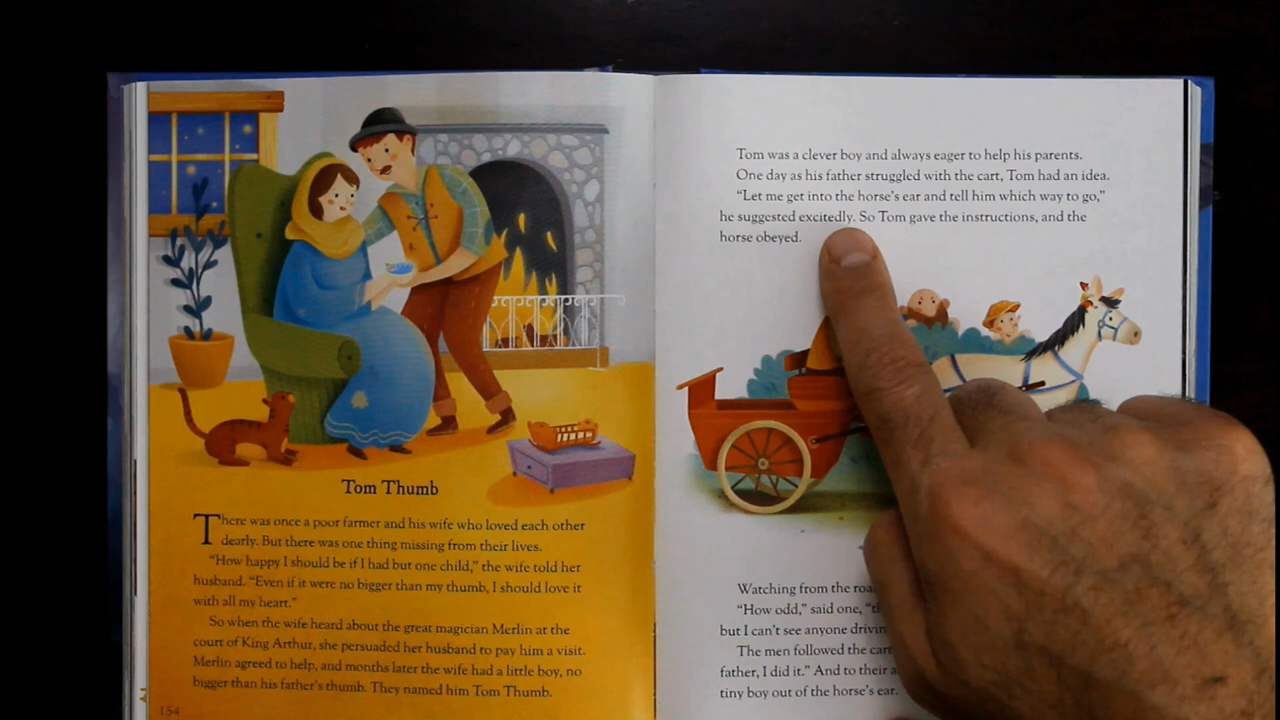 Tom Thumb
There was once a poor farmer and his wife who loved each other
dearly. But there was one thing missing from their lives.
“How happy I should be if I had but one child,” the wife told her
husband. “Even if it were no bigger than my thumb, I should love it
with all my heart.”
So when the wife heard about the great magician Merlin at the
court of King Arthur, she persuaded her husband to pay him a visit.
Merlin agreed to help, and months later the wife had a little boy, no
bigger than his father’s thumb. They named him Tom Thumb.
154
Tom was a clever boy and always eager to help his parents.
One day as his father struggled with the cart, Tom had an idea.
“Let me get into the horse’s ear and tell him which way to go,”
he suggested excitedly. So Tom gave the instructions, and the
horse obeyed.
Watching from the
“How odd,” said one,
but I can’t see anyone
The men followed the cart
father, I did it.” And to their
tiny boy out of the horse’s ear.